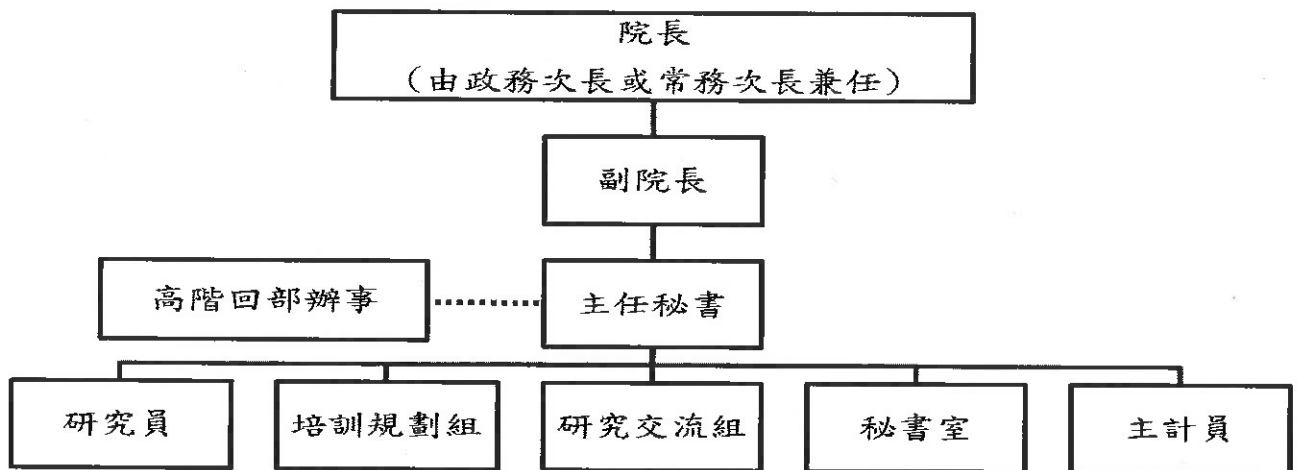 院長
（由政務次長或常務次長兼任）
副院長
高階回部辦事
主任秘書
研究員
培訓規劃組
研究交流組
秘書室
主計員